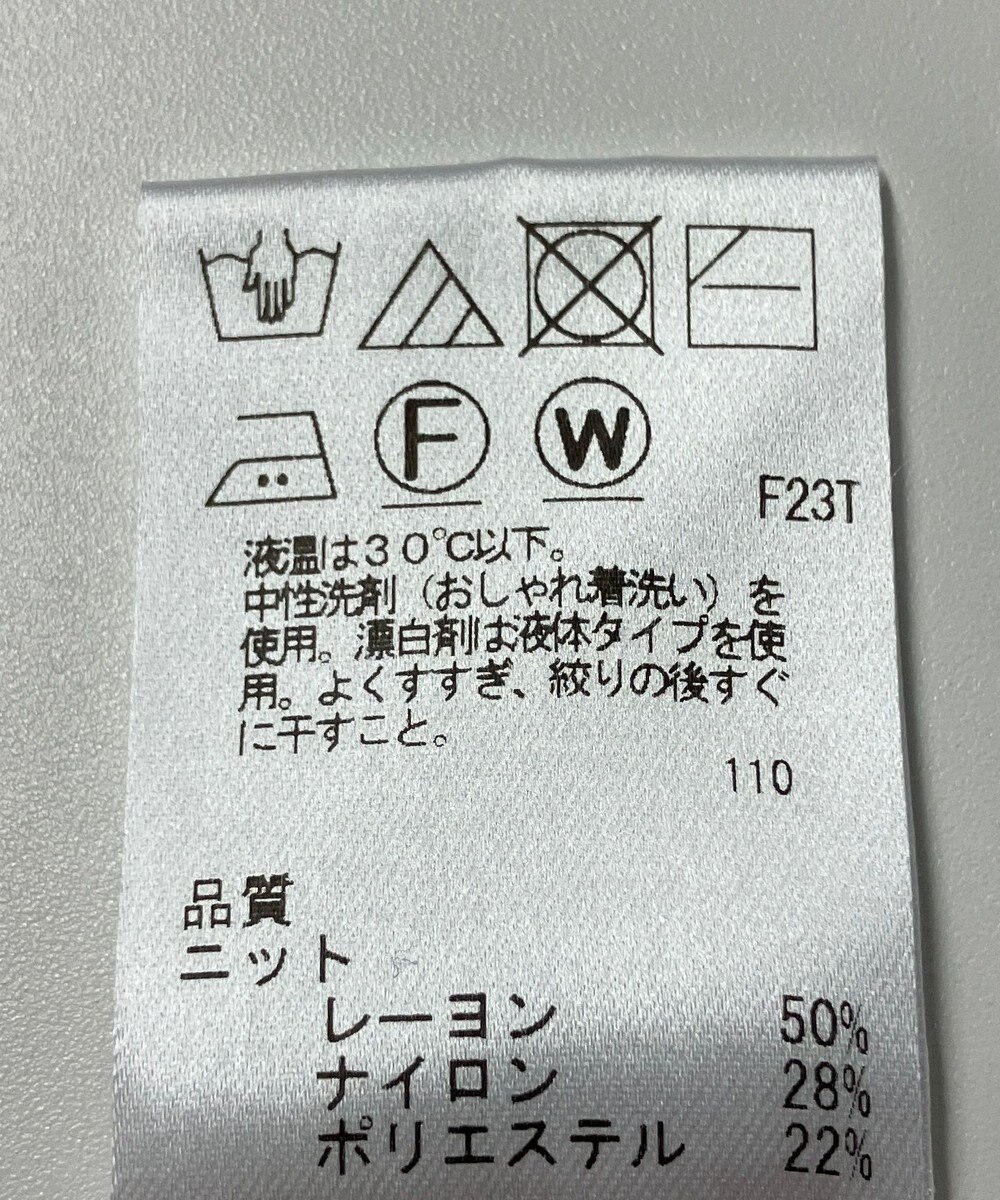 F
W
F23T
液温は30℃以下。
中性洗剤（おしゃれ着洗い）を
使用。漂白剤は液体タイプを使
用。よくすすぎ、絞りの後すぐ
に干すこと。
110
品質
ニット
レーヨン 50%
ナイロン 28%
ポリエステル 22%